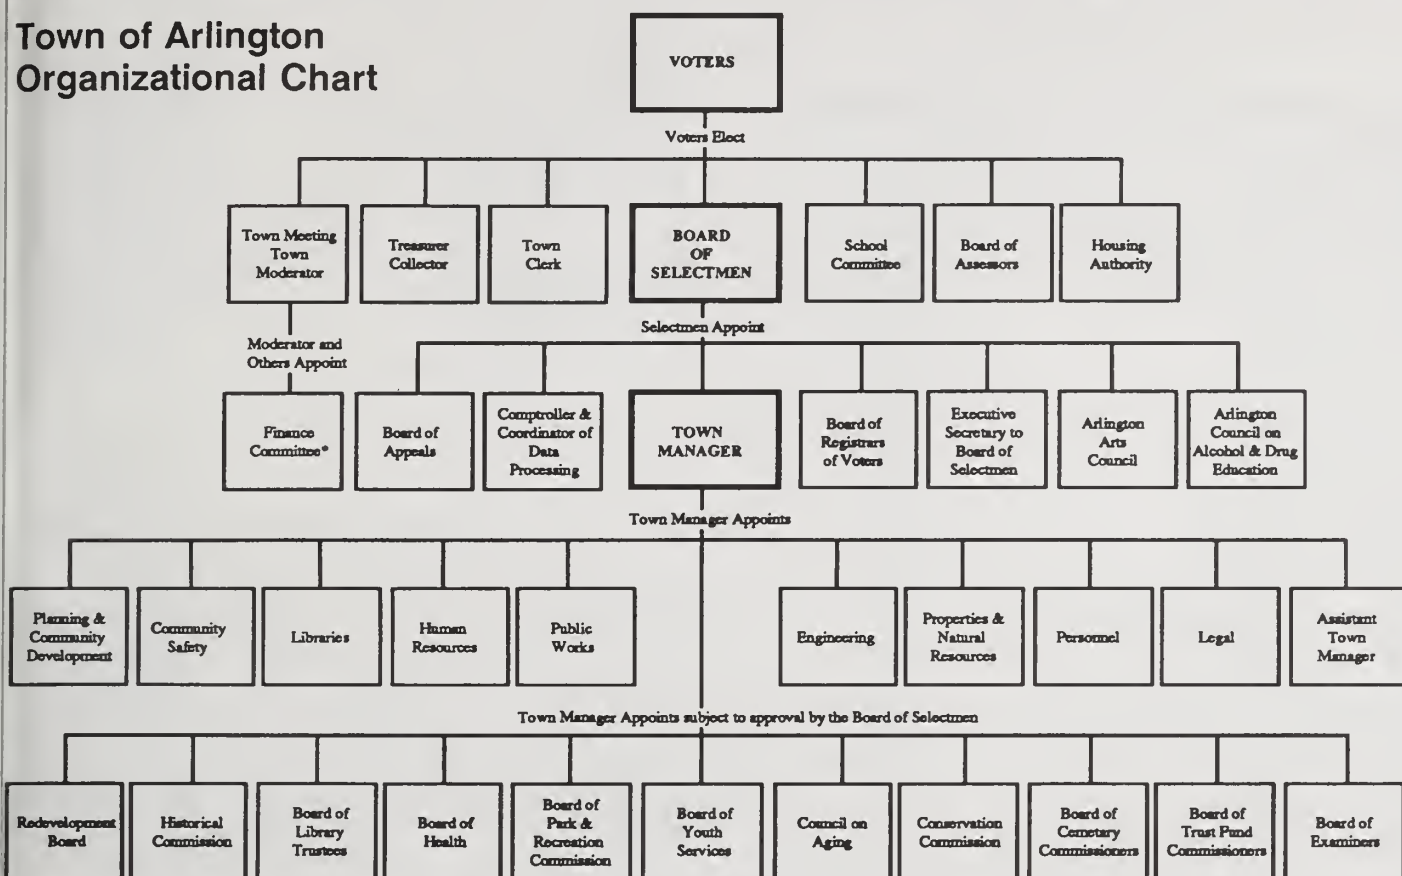 Town of Arlington
Organizational Chart
VOTERS
Voters Elect
Town Meeting
Town
Moderator
Treasurer
Collector
Town
Clerk
BOARD
OF
SELECTMEN
School
Committee
Board of
Assessors
Housing
Authority
Selectmen Appoint
Moderator and
Others Appoint
Finance
Committee*
Board of
Appeals
Comptroller &
Coordinator of
Data
Processing
TOWN
MANAGER
Board of
Registrars
of Voters
Executive
Secretary to
Board of
Selectmen
Arlington
Arts
Council
Arlington
Council on
Alcohol & Drug
Education
Town Manager Appoints
Planning &
Community
Development
Community
Safety
Libraries
Human
Resources
Public
Works
Engineering
Properties &
Natural
Resources
Personnel
Legal
Assistant
Town
Manager
Town Manager Appoints subject to approval by the Board of Selectmen
Redevelopment
Board
Historical
Commission
Board of
Library
Trustees
Board of
Health
Board of
Park &
Recreation
Commission
Board of
Youth
Services
Council on
Aging
Conservation
Commission
Board of
Cemetary
Commissioners
Board of
Trust Fund
Commissioners
Board of
Examiners